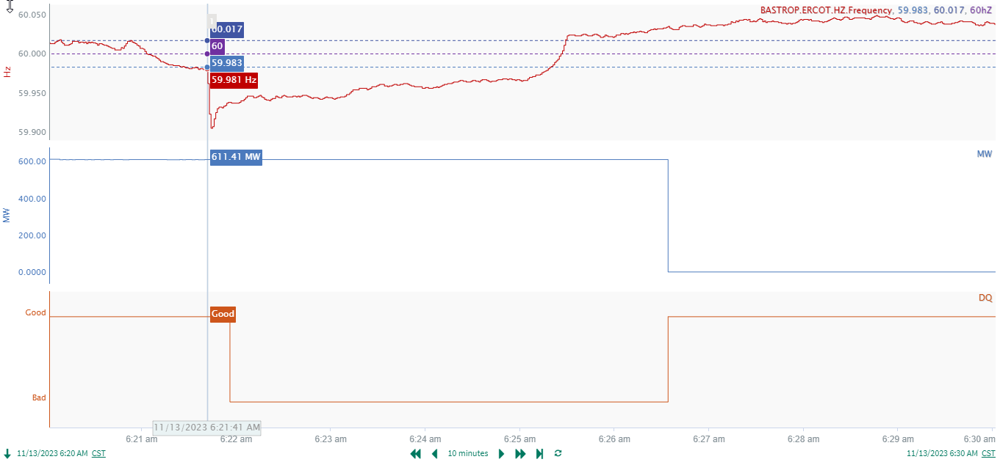 60.050
60.000
59.950
59.900
Hz
BASTROP.ERCOT.HZ.Frequency, 59.983, 60.017, 60hZ
1
60.017
60
59.983
59.981 Hz
600.00
400.00
200.00
0.0000
MW
611.41 MW
MW
Good
Bad
Good
DQ
11/13/2023 6:21:41 AM
6:21 am 6:22 am 6:23 am 6:24 am 6:25 am 6:26 am 6:27 am 6:28 am 6:29 am 6:30 am
11/13/2023 6:20 AM CST
10 minutes
11/13/2023 6:30 AM CST